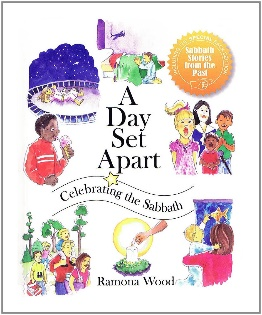 Sabbath
Stories
from the
Past
A
Day
Set
Apart
Celebrating the Sabbath
Ramona Wood